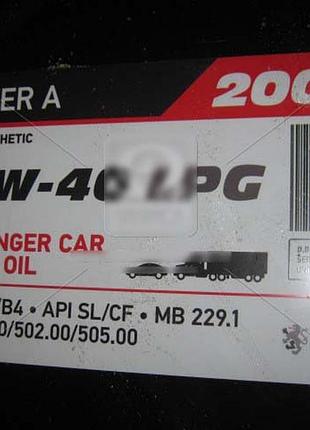 ER A 200
HETIC
W-40 LPG
NGER CAR
OIL
/B4 • API SL/CF • MB 229.1
0/502.00/505.00